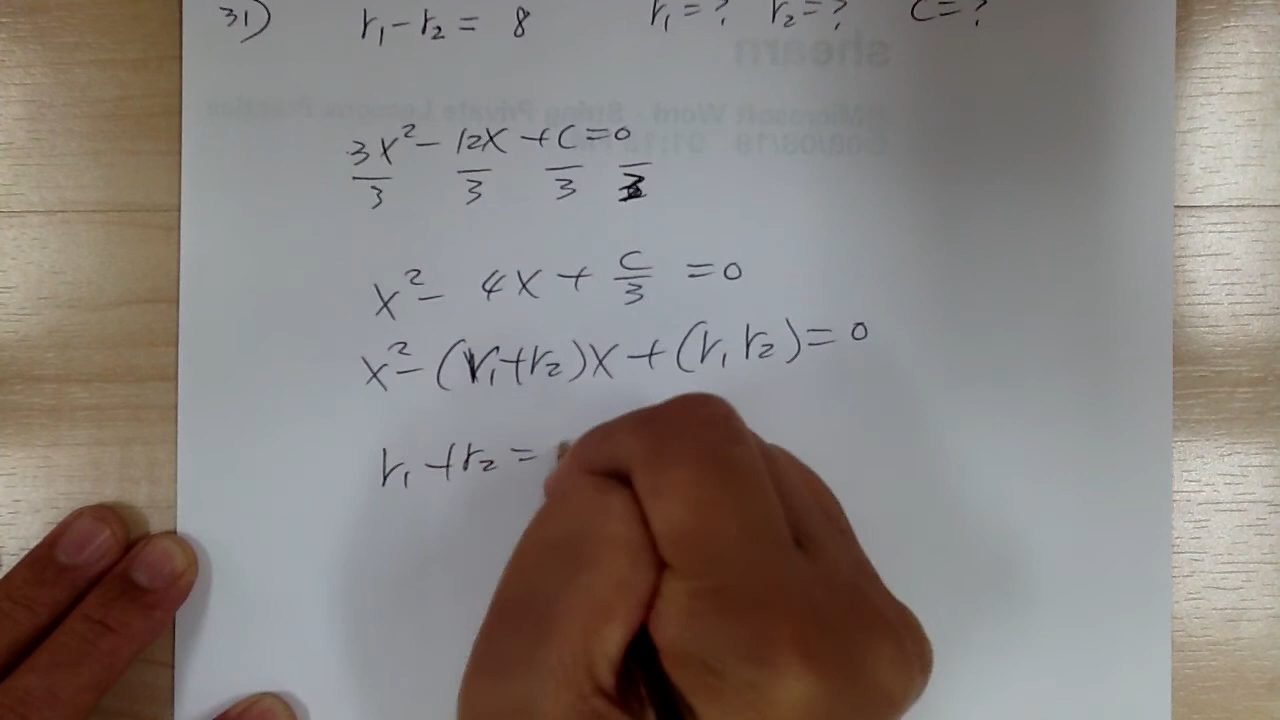 31) r₁-r₂ = 8 r₁=? r₂=? C=?
3x²- 12x +C=0
3 3 3 3
x²- 4x + C/3 =0
x²-(r₁+r₂)x+(r₁r₂)=0
r₁+r₂=